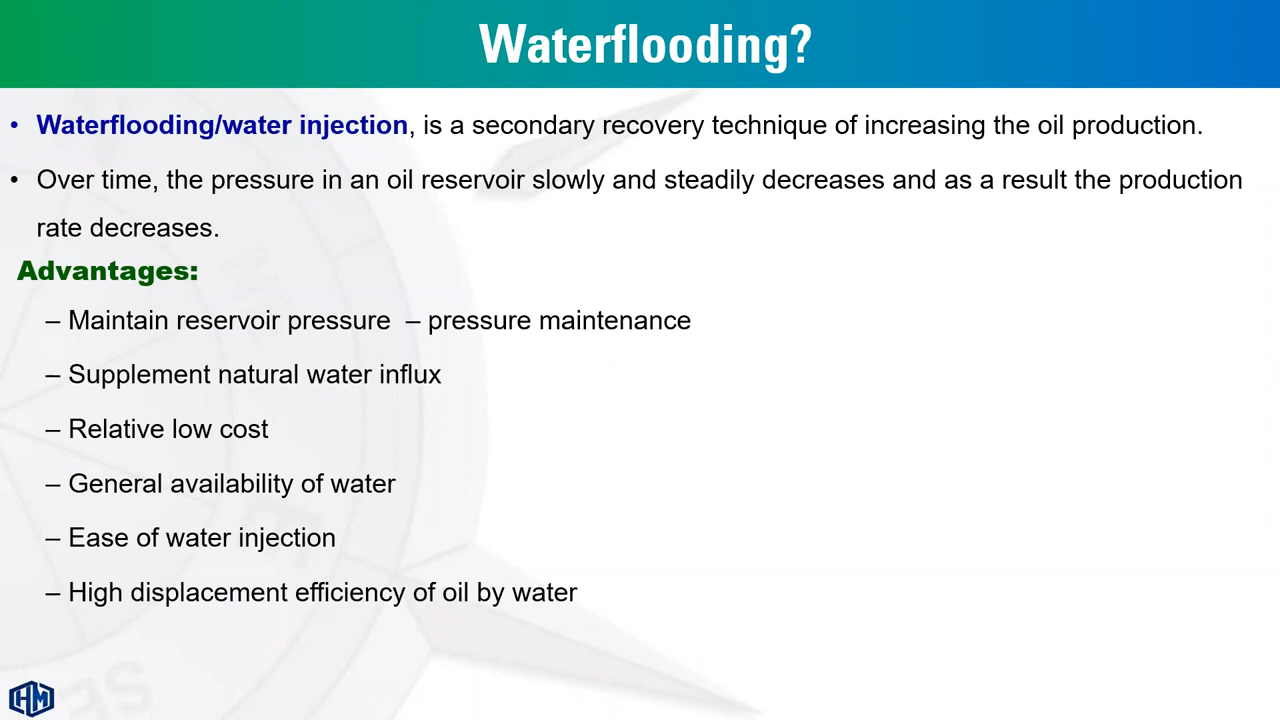 Waterflooding?
• Waterflooding/water injection, is a secondary recovery technique of increasing the oil production.
• Over time, the pressure in an oil reservoir slowly and steadily decreases and as a result the production
rate decreases.
Advantages:
– Maintain reservoir pressure – pressure maintenance
– Supplement natural water influx
– Relative low cost
– General availability of water
– Ease of water injection
– High displacement efficiency of oil by water
HM
SE
E